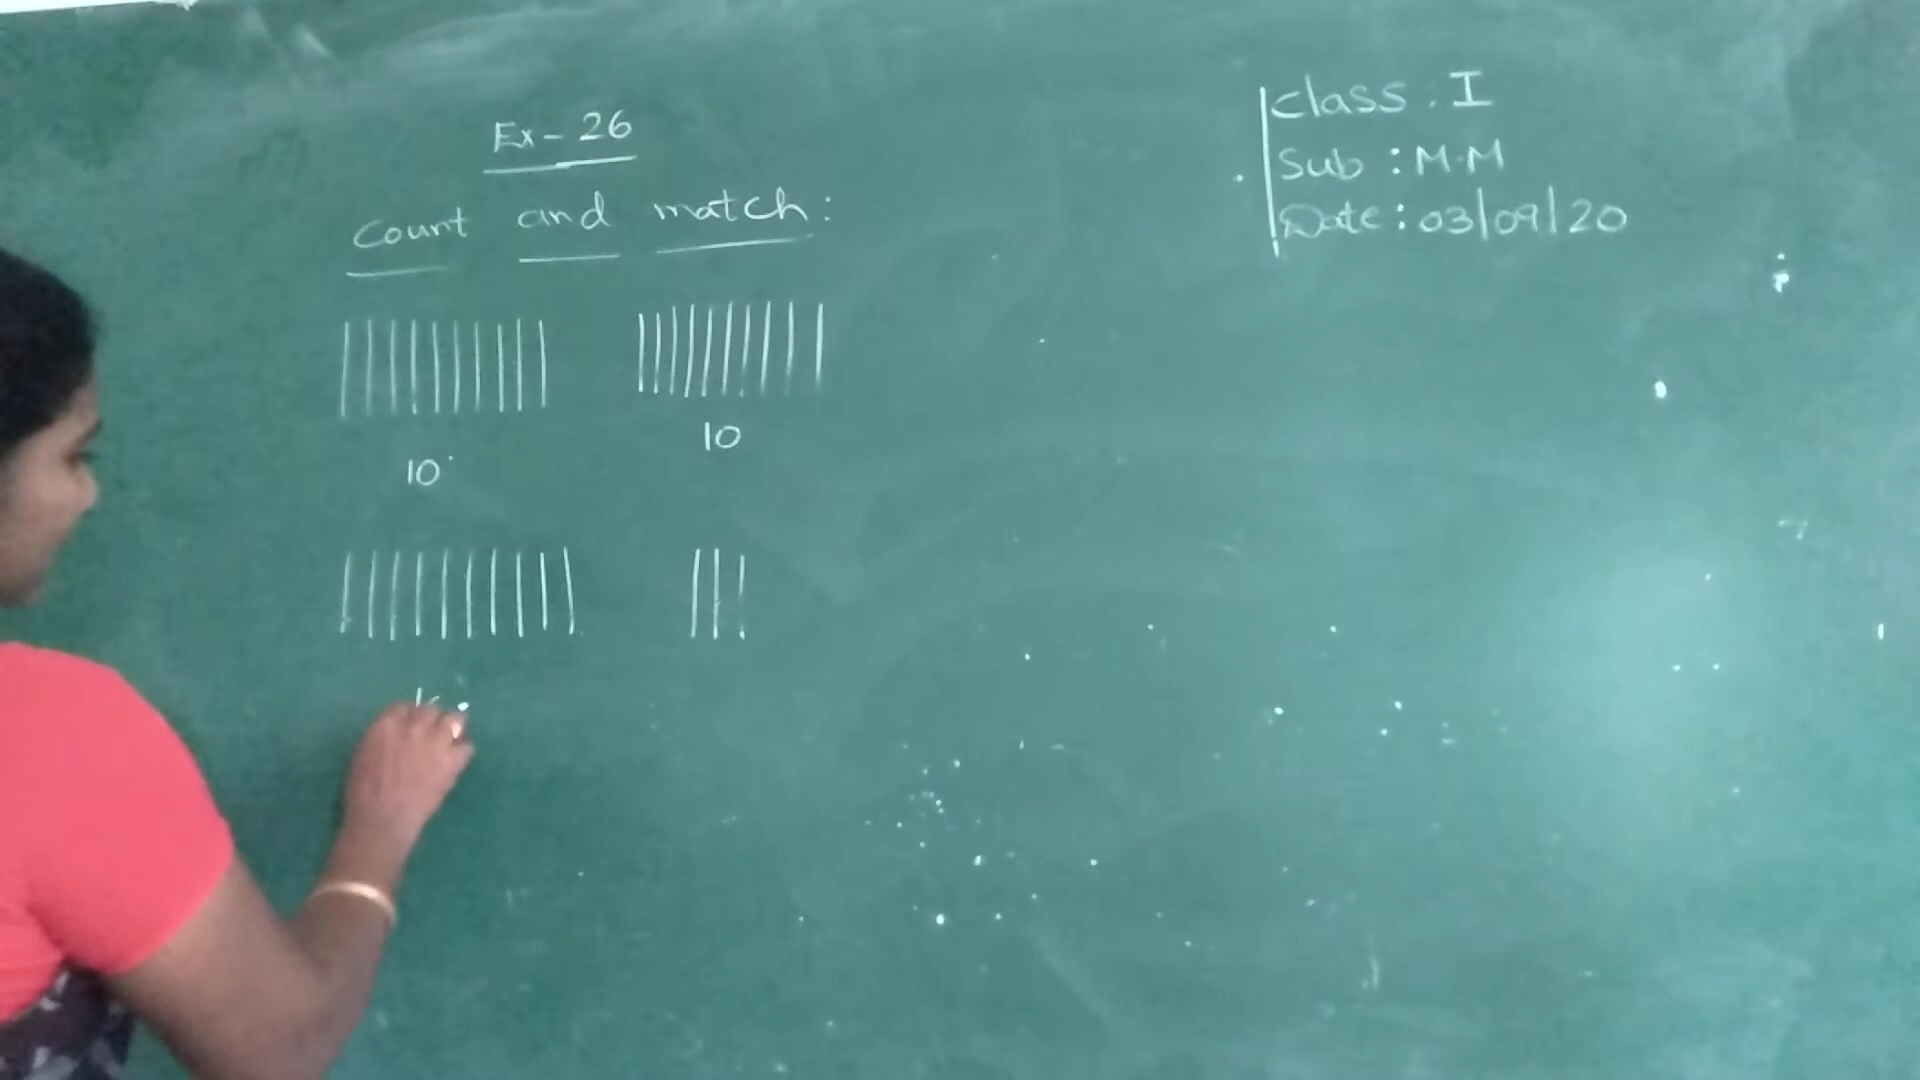 Ex - 26
Count and match:
10
10
Class : I
Sub : M.M
Date : 03/09/20